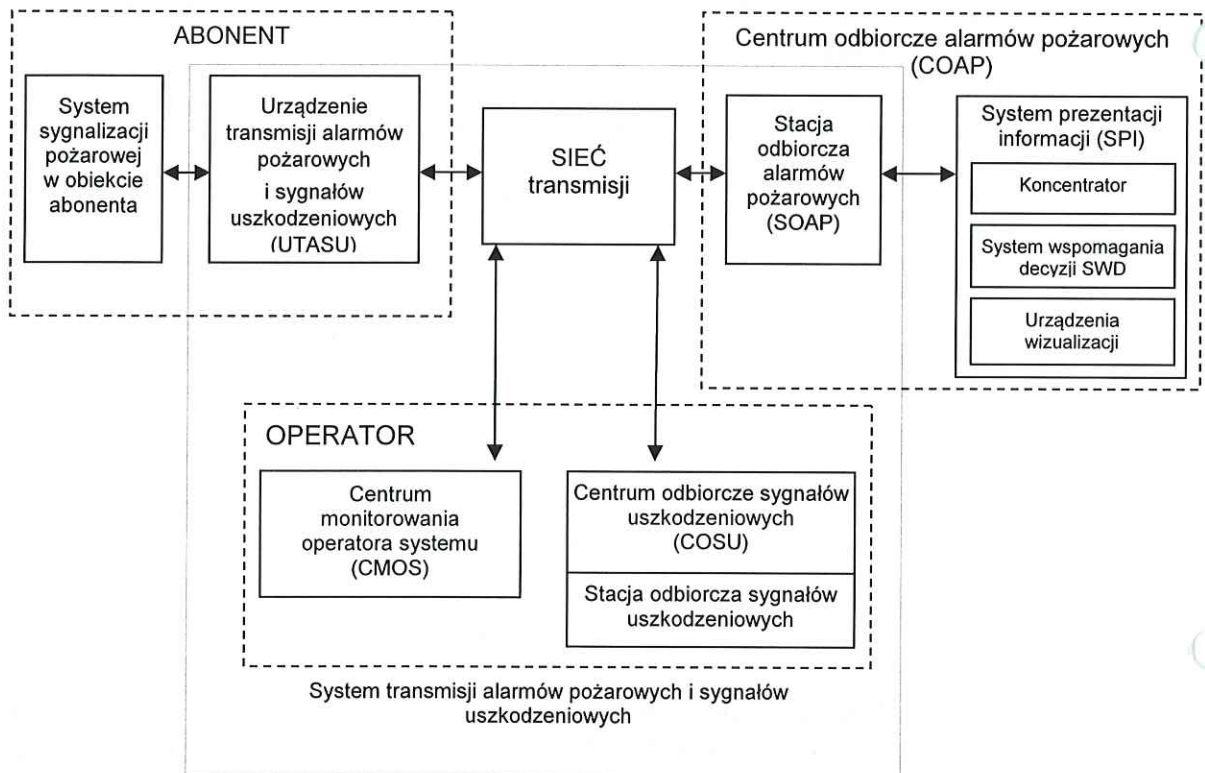 ABONENT
System
sygnalizacji
pożarowej
w obiekcie
abonenta
Urządzenie
transmisji alarmów
pożarowych
i sygnałów
uszkodzeniowych
(UTASU)
SIEĆ
transmisji
Centrum odbiorcze alarmów pożarowych
(COAP)
Stacja
odbiorcza
alarmów
pożarowych
(SOAP)
System prezentacji
informacji (SPI)
Koncentrator
System wspomagania
decyzji SWD
Urządzenia
wizualizacji
OPERATOR
Centrum
monitorowania
operatora systemu
(CMOS)
Centrum odbiorcze sygnałów
uszkodzeniowych
(COSU)
Stacja odbiorcza sygnałów
uszkodzeniowych
System transmisji alarmów pożarowych i sygnałów
uszkodzeniowych